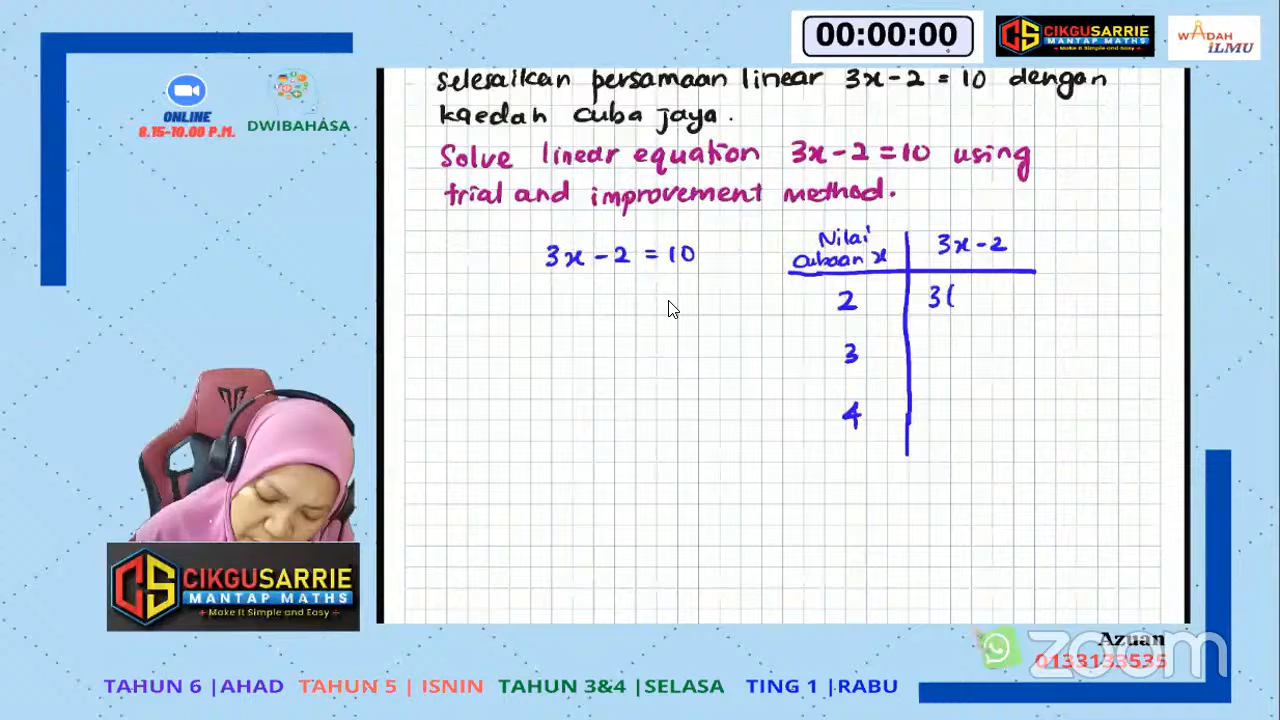 00:00:00
CIKGUSARRIE
MANTAP MATHS
Make It Simple and Easy
WADAH
ILMU
ONLINE
8.15-10.00 P.M.
DWIBAHASA
Selesaikan persamaan linear 3x - 2 = 10 dengan
kaedah cuba jaya.
Solve linear equation 3x - 2 = 10 using
trial and improvement method.
3x - 2 = 10
Nilai
Cubaan x
3x - 2
2
3(
3
4
CIKGUSARRIE
MANTAP MATHS
+ Make It Simple and Easy +
Azuan
0133133535
zoom
TAHUN 6 |AHAD TAHUN 5 | ISNIN TAHUN 3&4 |SELASA TING 1 |RABU